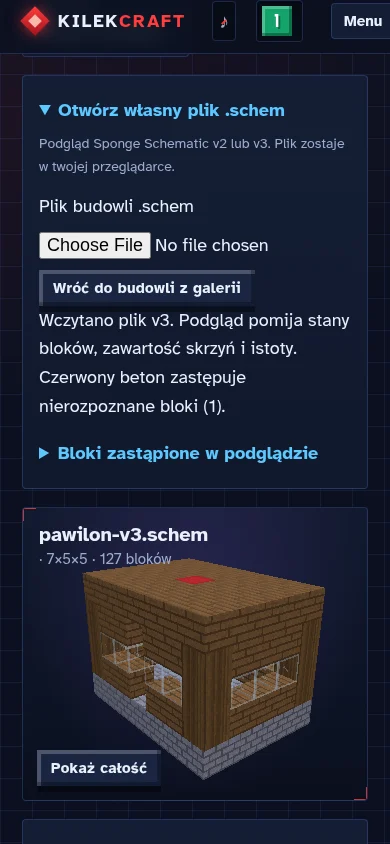 KILEKCRAFT
♪
1
Menu
▼ Otwórz własny plik .schem
Podgląd Sponge Schematic v2 lub v3. Plik zostaje
w twojej przeglądarce.
Plik budowli .schem
Choose File No file chosen
Wróć do budowli z galerii
Wczytano plik v3. Podgląd pomija stany
bloków, zawartość skrzyń i istoty.
Czerwony beton zastępuje
nierozpoznane bloki (1).
▶ Bloki zastąpione w podglądzie
pawilon-v3.schem
· 7×5×5 · 127 bloków
Pokaż całość